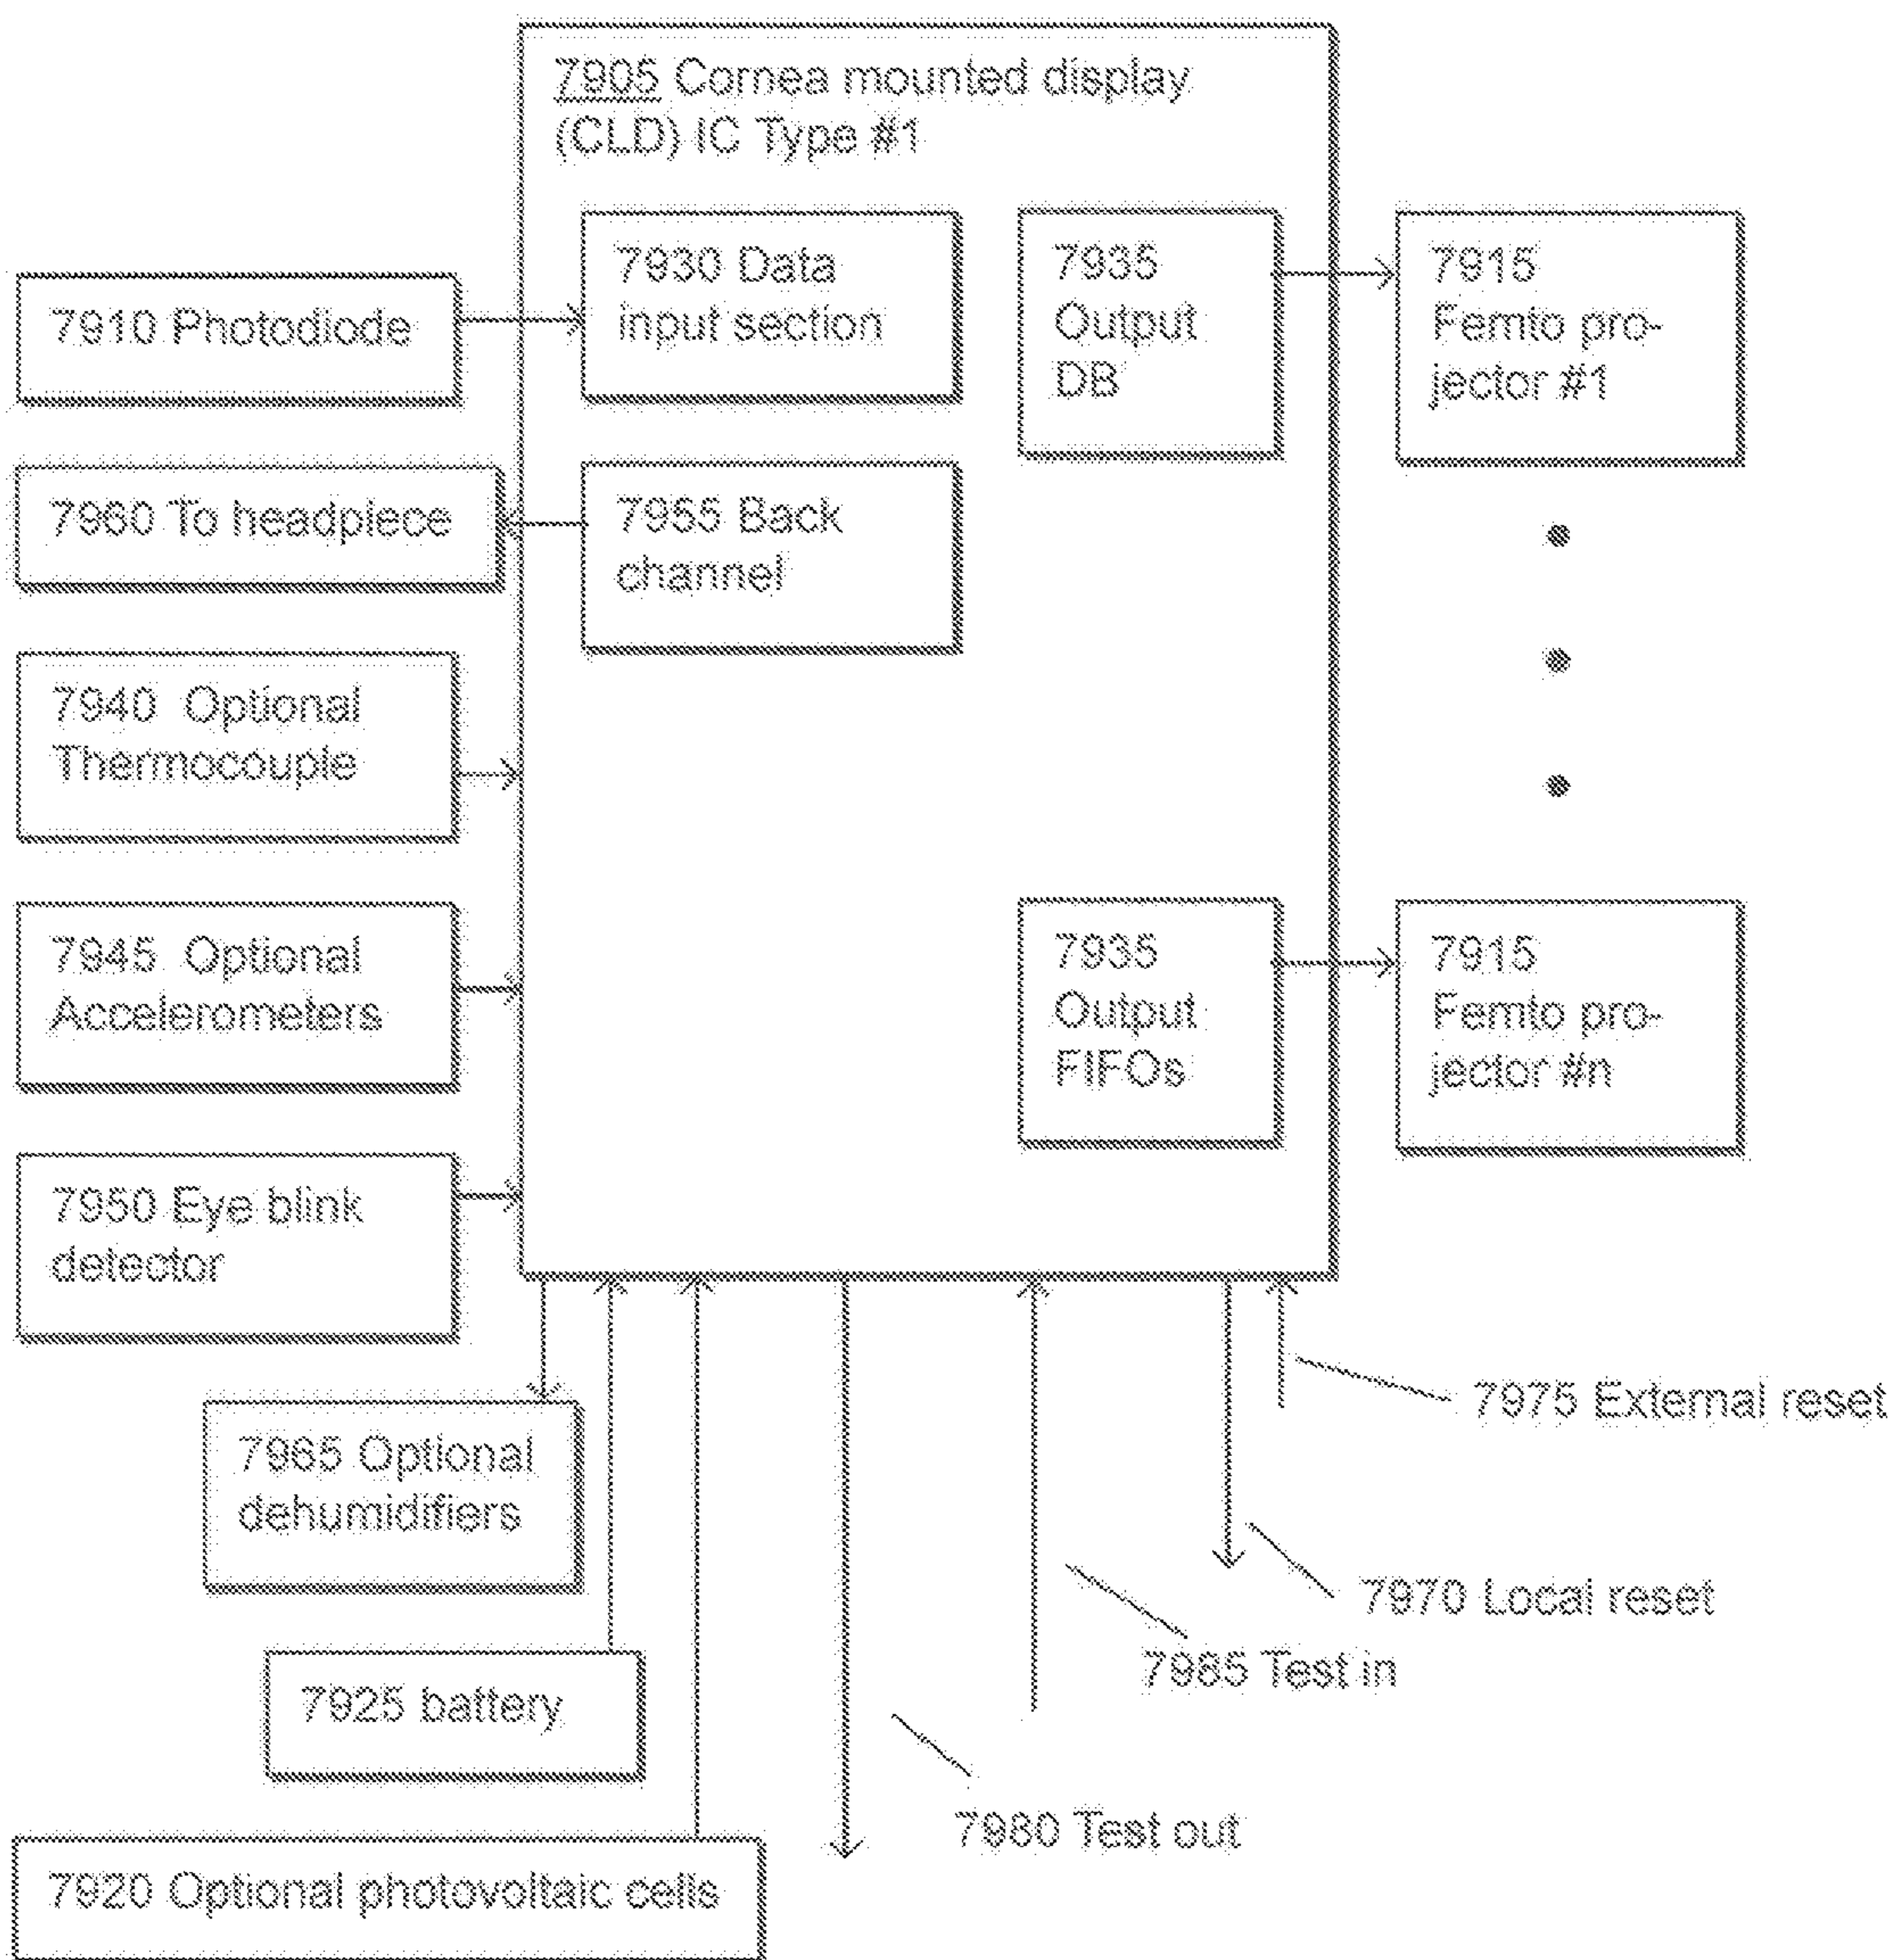 7905 Cornea mounted display
(CLD) IC Type #1
7930 Data
input section
7935
Output
DB
7915
Femto pro-
jector #1
7910 Photodiode
7960 To headpiece
7955 Back
channel
7940 Optional
Thermocouple
7945 Optional
Accelerometers
7935
Output
FIFOs
7915
Femto pro-
jector #n
7950 Eye blink
detector
7975 External reset
7965 Optional
dehumidifiers
7970 Local reset
7985 Test in
7925 battery
7980 Test out
7920 Optional photovoltaic cells